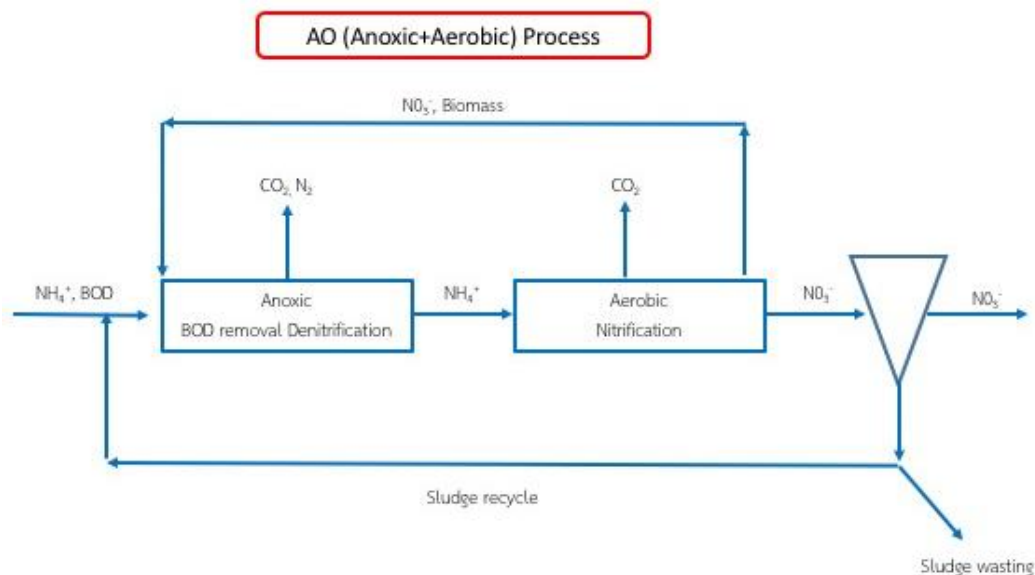 AO (Anoxic+Aerobic) Process
N0₃⁻, Biomass
CO₂, N₂
CO₂
NH₄⁺, BOD
Anoxic
BOD removal Denitrification
NH₄⁺
Aerobic
Nitrification
N0₃⁻
N0₃⁻
Sludge recycle
Sludge wasting